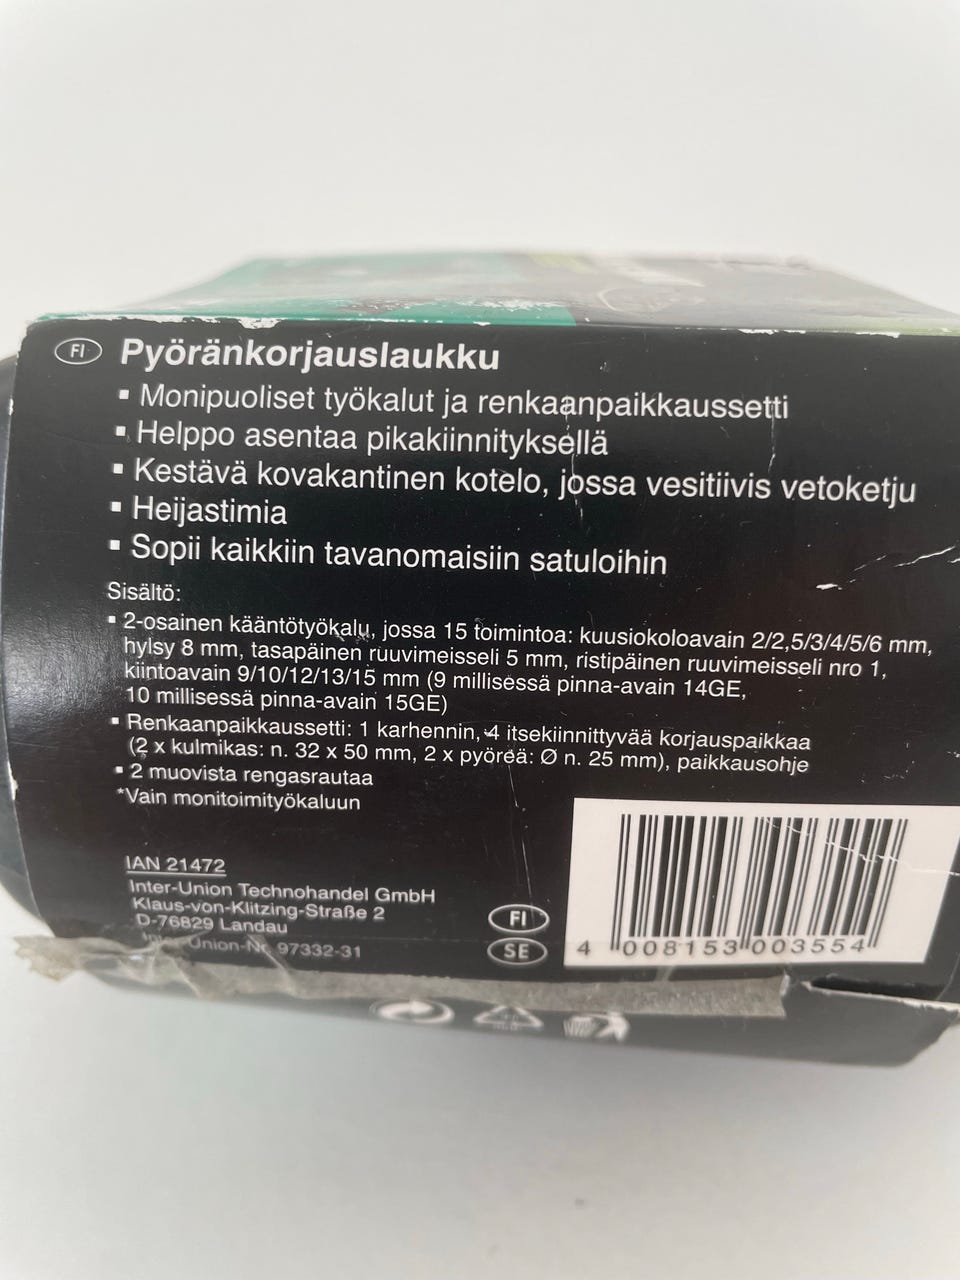 FI Pyöränkorjauslaukku
▪ Monipuoliset työkalut ja renkaanpaikkaussetti
▪ Helppo asentaa pikakiinnityksellä
▪ Kestävä kovakantinen kotelo, jossa vesitiivis vetoketju
▪ Heijastimia
▪ Sopii kaikkiin tavanomaisiin satuloihin
Sisältö:
▪ 2-osainen kääntötyökalu, jossa 15 toimintoa: kuusiokoloavain 2/2,5/3/4/5/6 mm,
hylsy 8 mm, tasapäinen ruuvimeisseli 5 mm, ristipäinen ruuvimeisseli nro 1,
kiintoavain 9/10/12/13/15 mm (9 millisessä pinna-avain 14GE,
10 millisessä pinna-avain 15GE)
▪ Renkaanpaikkaussetti: 1 karhennin, 4 itsekiinnittyvää korjauspaikkaa
(2 x kulmikas: n. 32 x 50 mm, 2 x pyöreä: Ø n. 25 mm), paikkausohje
▪ 2 muovista rengasrautaa
*Vain monitoimityökaluun
IAN 21472
Inter-Union Technohandel GmbH
Klaus-von-Klitzing-Straße 2
D-76829 Landau
Inter-Union-Nr. 97332-31
FI
SE
4 008153 003554